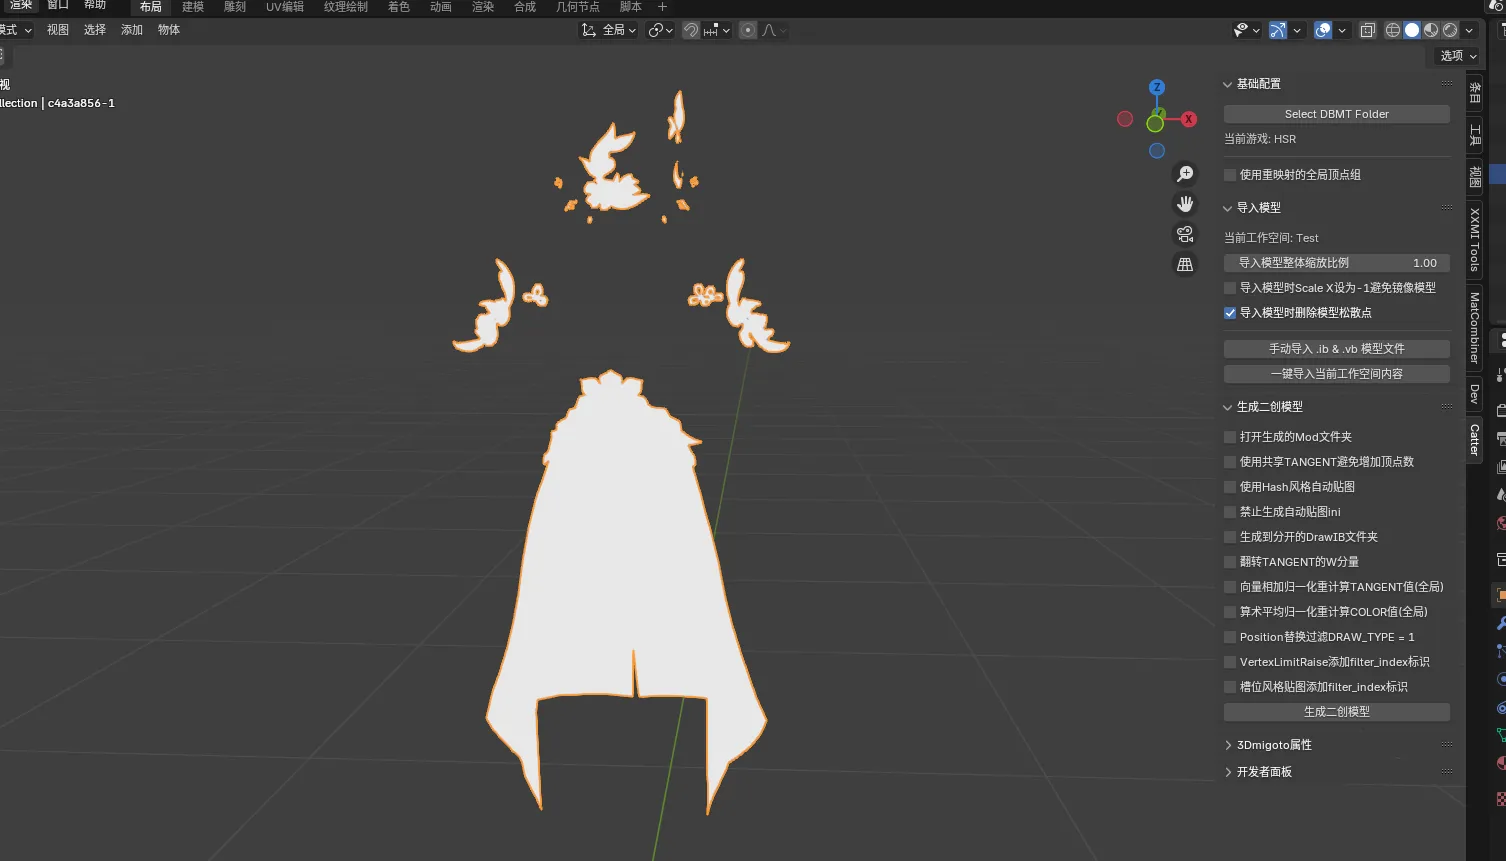 渲染 窗口 帮助 布局 建模 雕刻 UV编辑 纹理绘制 着色 动画 渲染 合成 几何节点 脚本 +
模式 视图 选择 添加 物体 全局
选项
视
llection | c4a3a856-1
Z
X
基础配置
Select DBMT Folder
当前游戏: HSR
使用重映射的全局顶点组
导入模型
当前工作空间: Test
导入模型整体缩放比例 1.00
导入模型时Scale X设为-1避免镜像模型
导入模型时删除模型松散点
手动导入 .ib & .vb 模型文件
一键导入当前工作空间内容
生成二创模型
打开生成的Mod文件夹
使用共享TANGENT避免增加顶点数
使用Hash风格自动贴图
禁止生成自动贴图ini
生成到分开的DrawIB文件夹
翻转TANGENT的W分量
向量相加归一化重计算TANGENT值(全局)
算术平均归一化重计算COLOR值(全局)
Position替换过滤DRAW_TYPE = 1
VertexLimitRaise添加filter_index标识
槽位风格贴图添加filter_index标识
生成二创模型
3Dmigoto属性
开发者面板
条目
工具
视图
XXMI Tools
MatCombiner
Dev
Catter